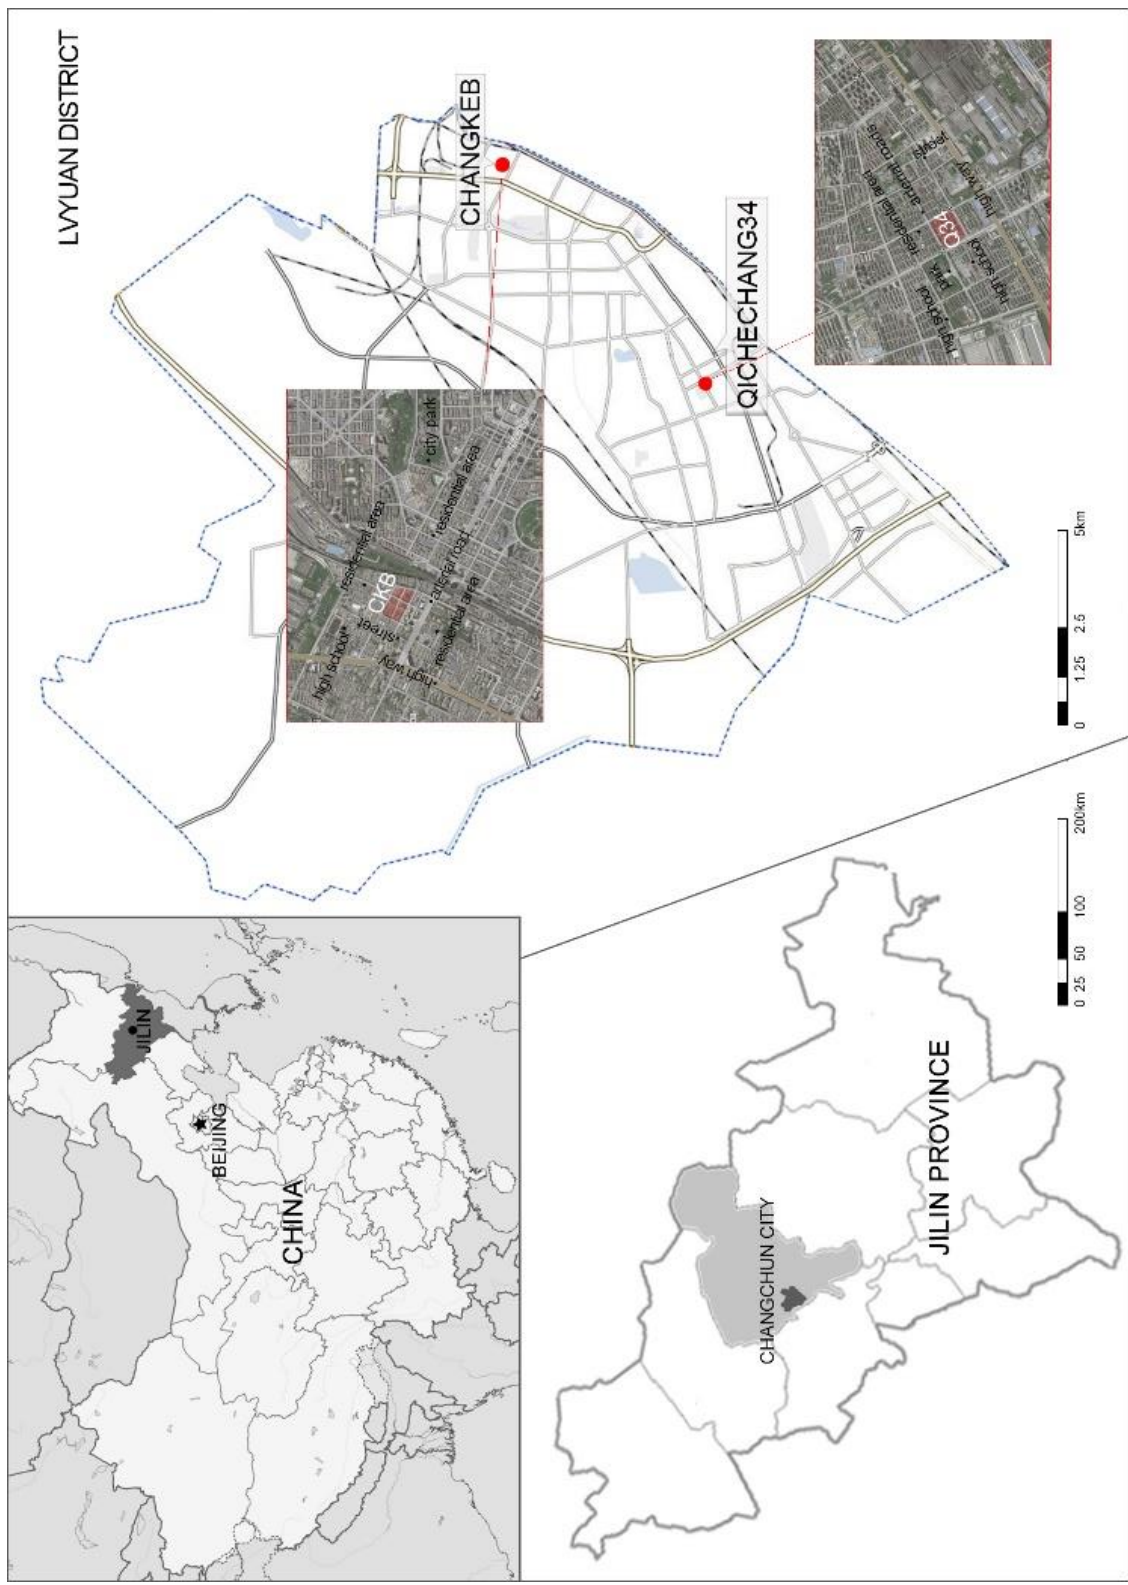 JILIN
BEIJING
CHINA
CHANGCHUN CITY
JILIN PROVINCE
0 25 50 100 200km
LVYUAN DISTRICT
CHANGKEB
QICHECHANG34
high school
residential area
CKB
street
high way
arterial road
residential area
residential area
city park
high school
park
residential area
arterial roads
Q34
high school
high way
0 1.25 2.5 5km